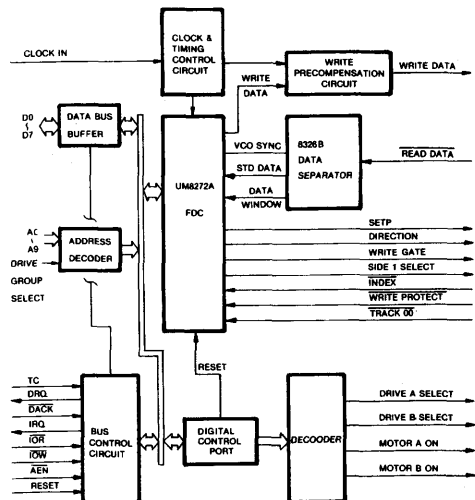 CLOCK &
TIMING
CONTROL
CIRCUIT
CLOCK IN
WRITE
PRECOMPENSATION
CIRCUIT
WRITE DATA
WRITE
DATA
D0
D7
DATA BUS
BUFFER
UM8272A
FDC
VCO SYNC
STD DATA
DATA
WINDOW
8326B
DATA
SEPARATOR
READ DATA
A0
A9
ADDRESS
DECODER
DRIVE
GROUP
SELECT
SETP
DIRECTION
WRITE GATE
SIDE 1 SELECT
INDEX
WRITE PROTECT
TRACK 00
RESET
TC
DRQ
DACK
IRQ
IOR
IOW
AEN
RESET
BUS
CONTROL
CIRCUIT
DIGITAL
CONTROL
PORT
DECOODER
DRIVE A SELECT
DRIVE B SELECT
MOTOR A ON
MOTOR B ON